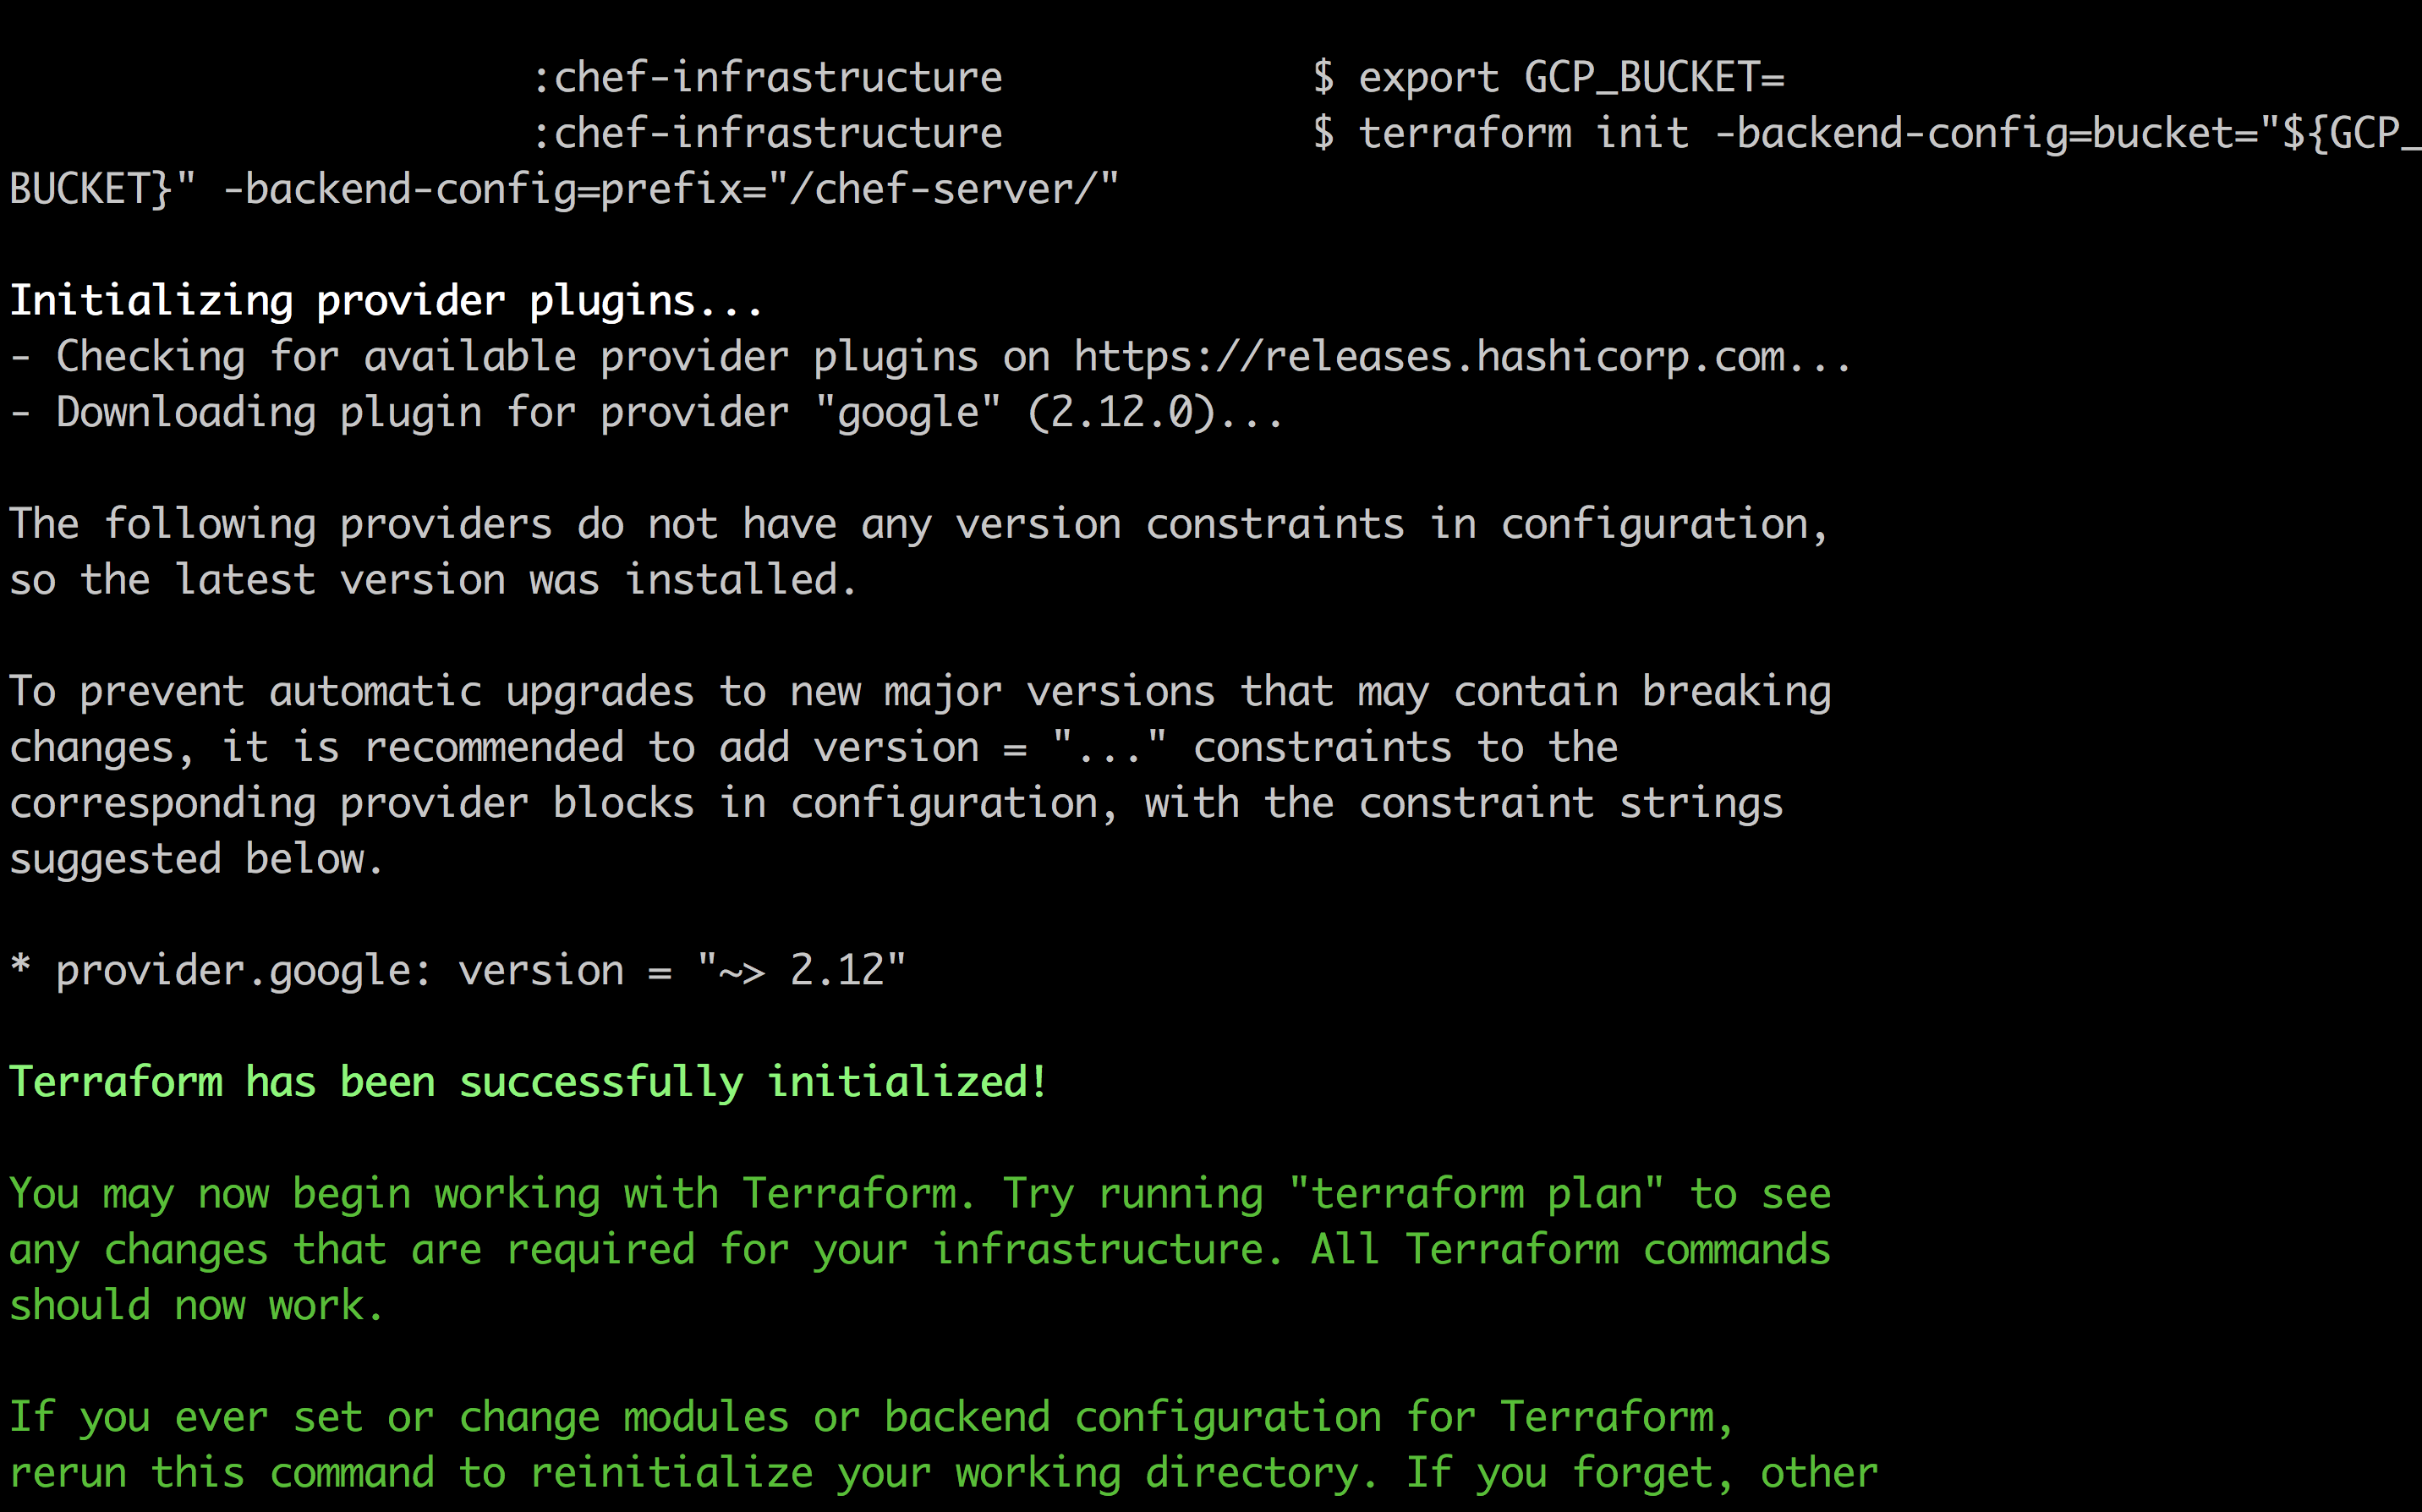 :chef-infrastructure $ export GCP_BUCKET=
:chef-infrastructure $ terraform init -backend-config=bucket="${GCP_
BUCKET}" -backend-config=prefix="/chef-server/"
Initializing provider plugins...
- Checking for available provider plugins on https://releases.hashicorp.com...
- Downloading plugin for provider "google" (2.12.0)...
The following providers do not have any version constraints in configuration,
so the latest version was installed.
To prevent automatic upgrades to new major versions that may contain breaking
changes, it is recommended to add version = "..." constraints to the
corresponding provider blocks in configuration, with the constraint strings
suggested below.
* provider.google: version = "~> 2.12"
Terraform has been successfully initialized!
You may now begin working with Terraform. Try running "terraform plan" to see
any changes that are required for your infrastructure. All Terraform commands
should now work.
If you ever set or change modules or backend configuration for Terraform,
rerun this command to reinitialize your working directory. If you forget, other